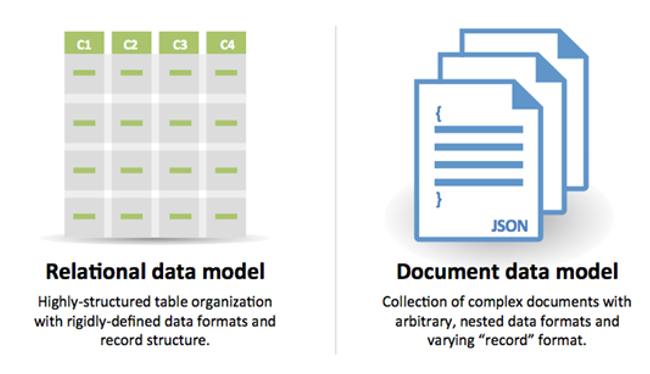 C1 C2 C3 C4
Relational data model
Highly-structured table organization
with rigidly-defined data formats and
record structure.
{
}
JSON
Document data model
Collection of complex documents with
arbitrary, nested data formats and
varying “record” format.